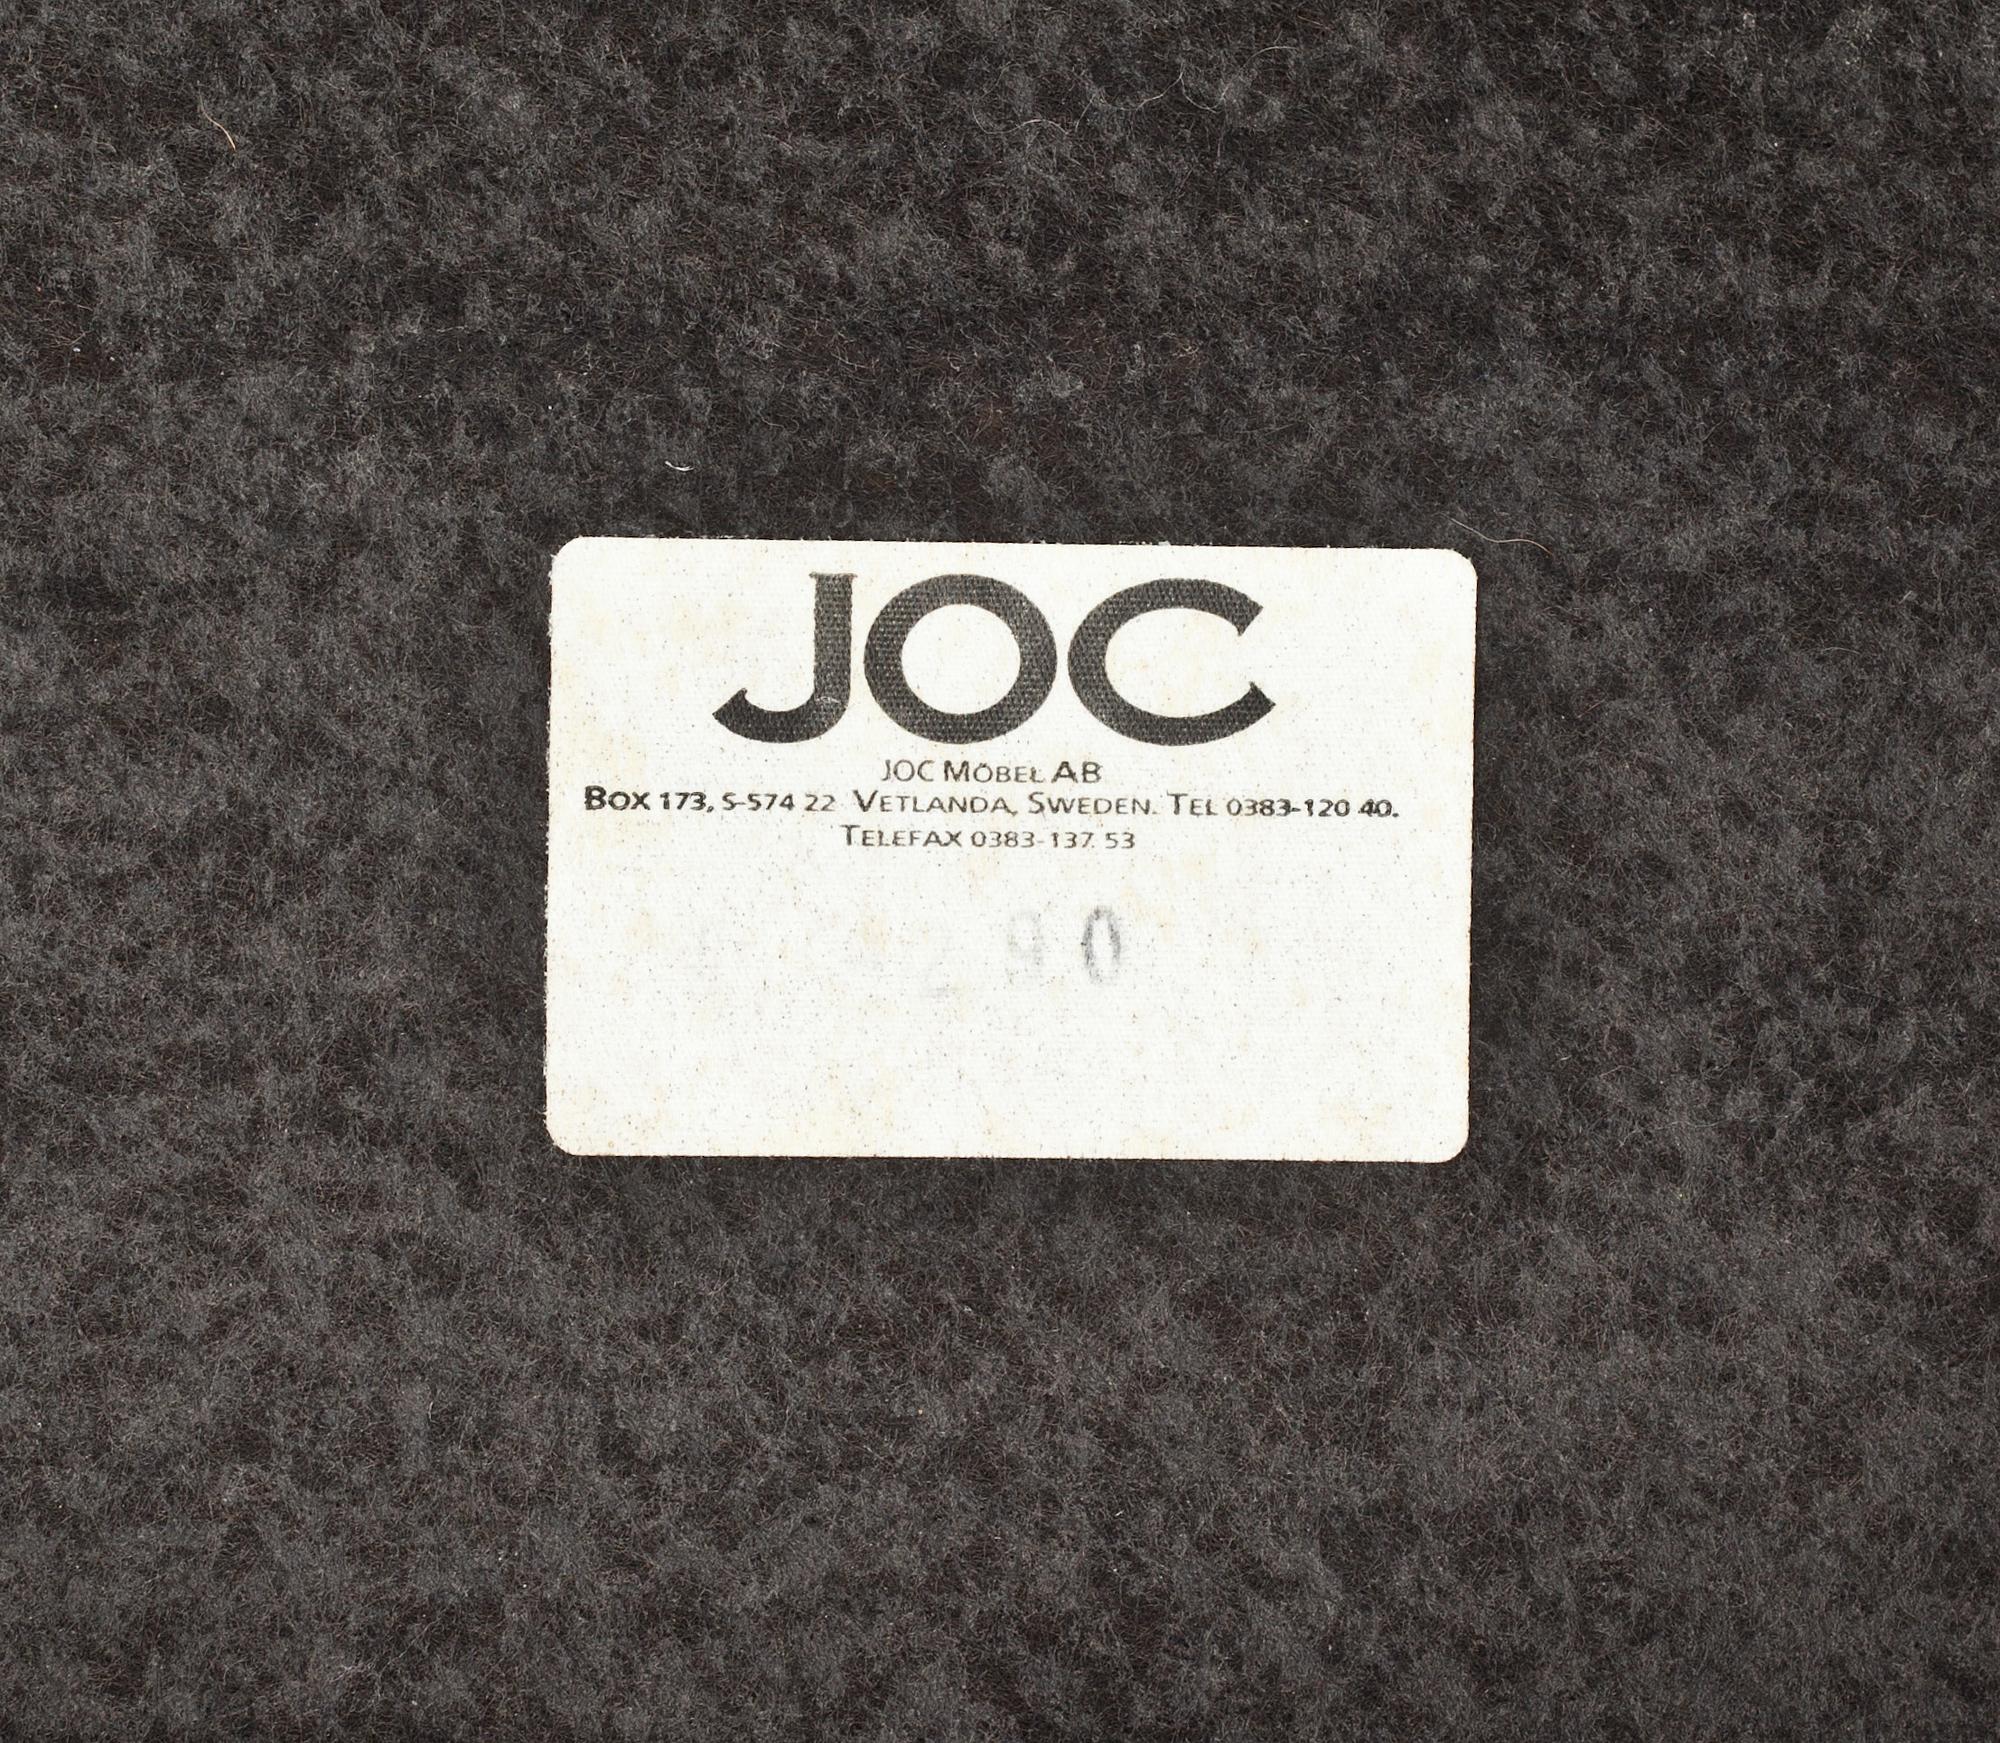 JOC
JOC MÖBEL AB
BOX 173, S-574 22 VETLANDA, SWEDEN. TEL 0383-120 40.
TELEFAX 0383-137 53
90